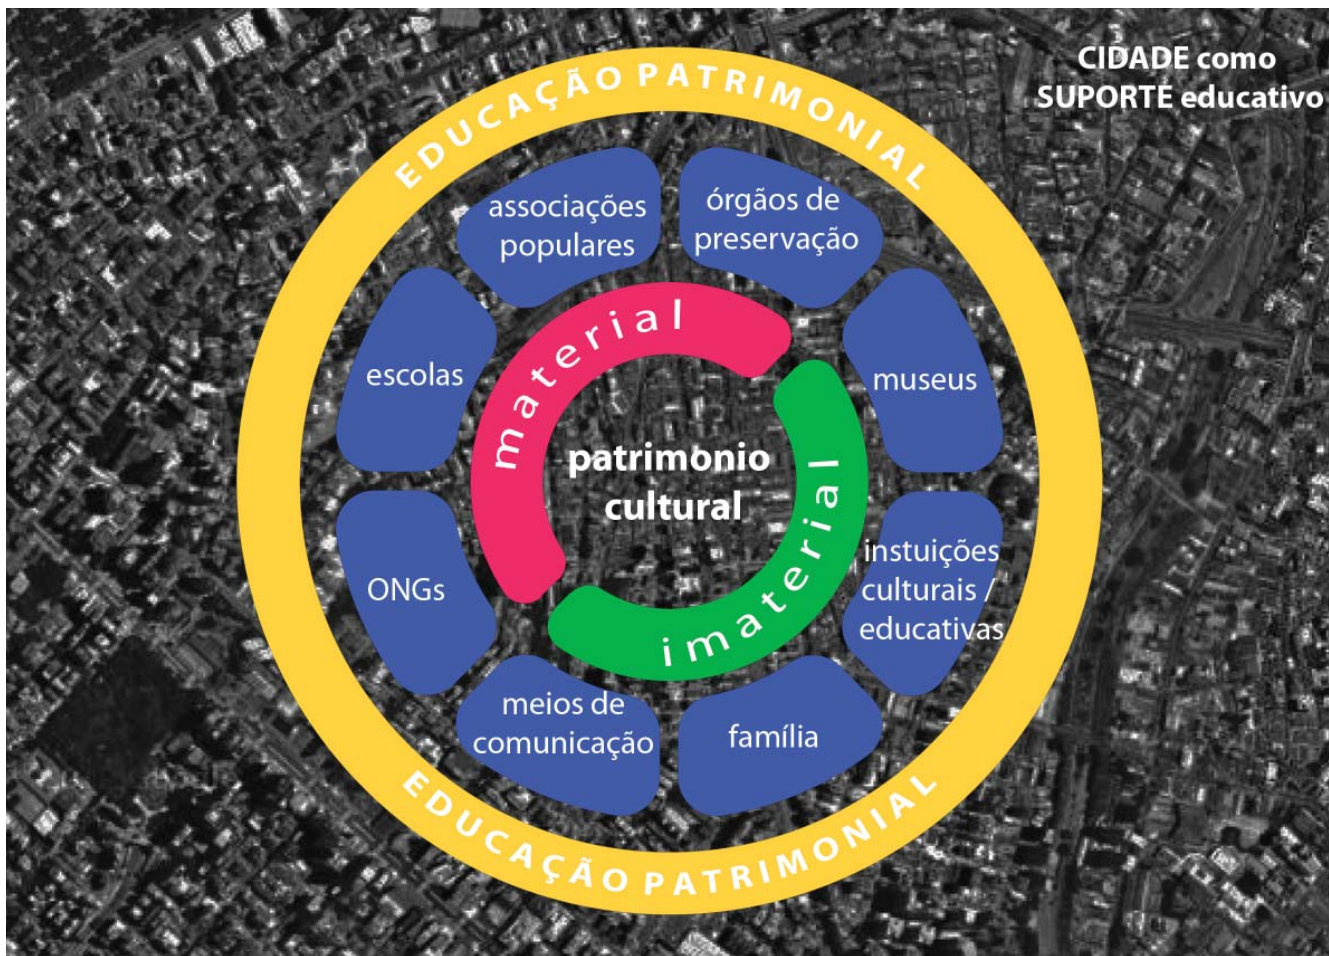 CIDADE como
SUPORTE educativo
EDUCAÇÃO PATRIMONIAL
associações
populares
órgãos de
preservação
escolas
museus
material
patrimonio
cultural
imaterial
ONGs
instuições
culturais /
educativas
meios de
comunicação
família
EDUCAÇÃO PATRIMONIAL